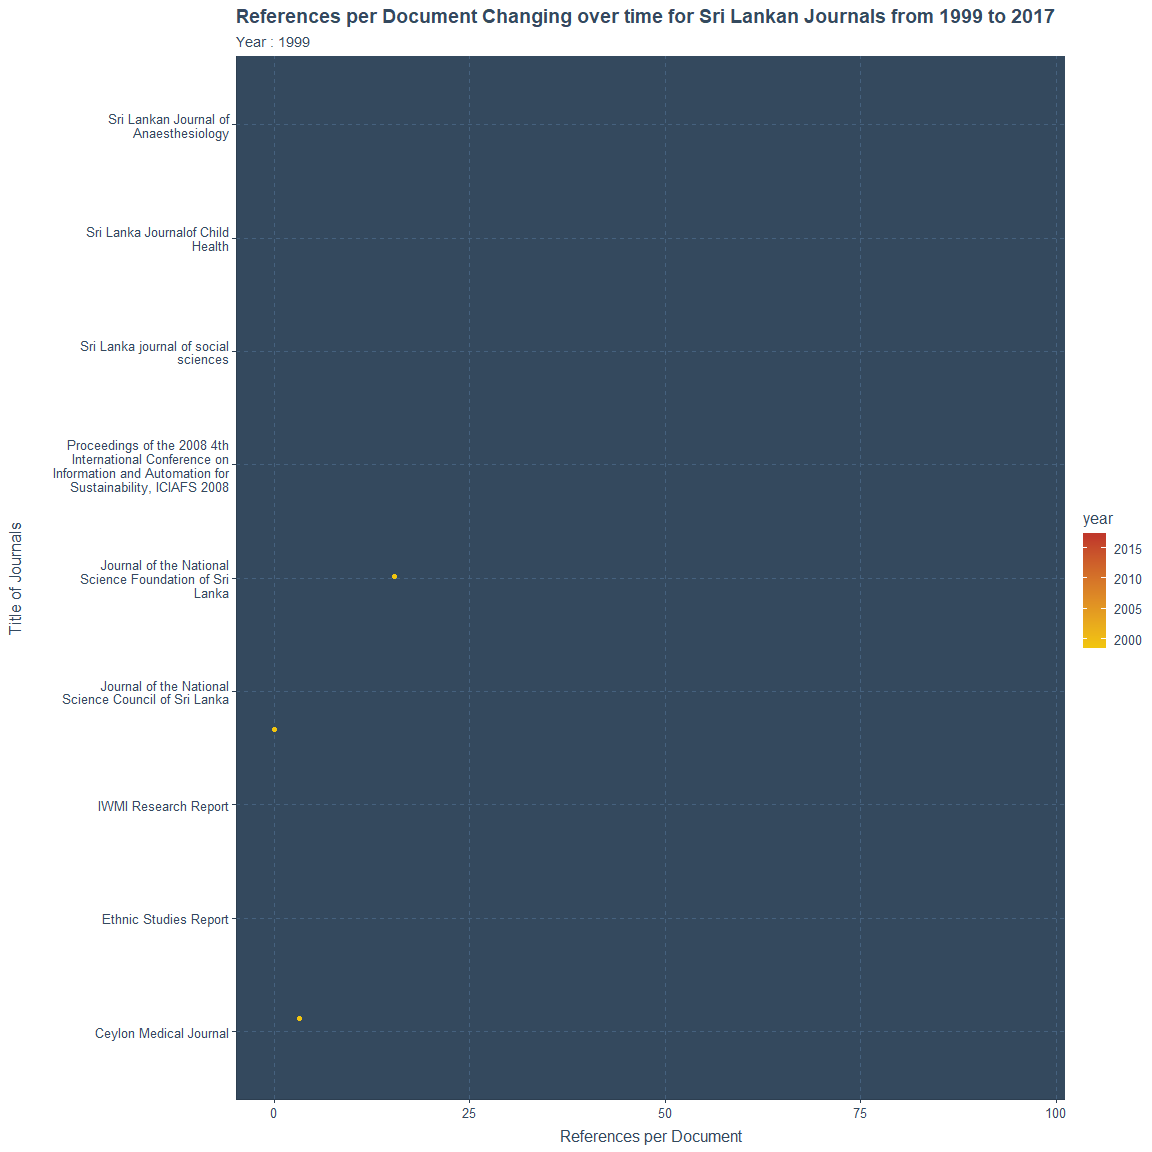 References per Document Changing over time for Sri Lankan Journals from 1999 to 2017
Year : 1999
Title of Journals
Sri Lankan Journal of
Anaesthesiology
Sri Lanka Journalof Child
Health
Sri Lanka journal of social
sciences
Proceedings of the 2008 4th
International Conference on
Information and Automation for
Sustainability, ICIAFS 2008
Journal of the National
Science Foundation of Sri
Lanka
Journal of the National
Science Council of Sri Lanka
IWMI Research Report
Ethnic Studies Report
Ceylon Medical Journal
0 25 50 75 100
References per Document
year
2015
2010
2005
2000